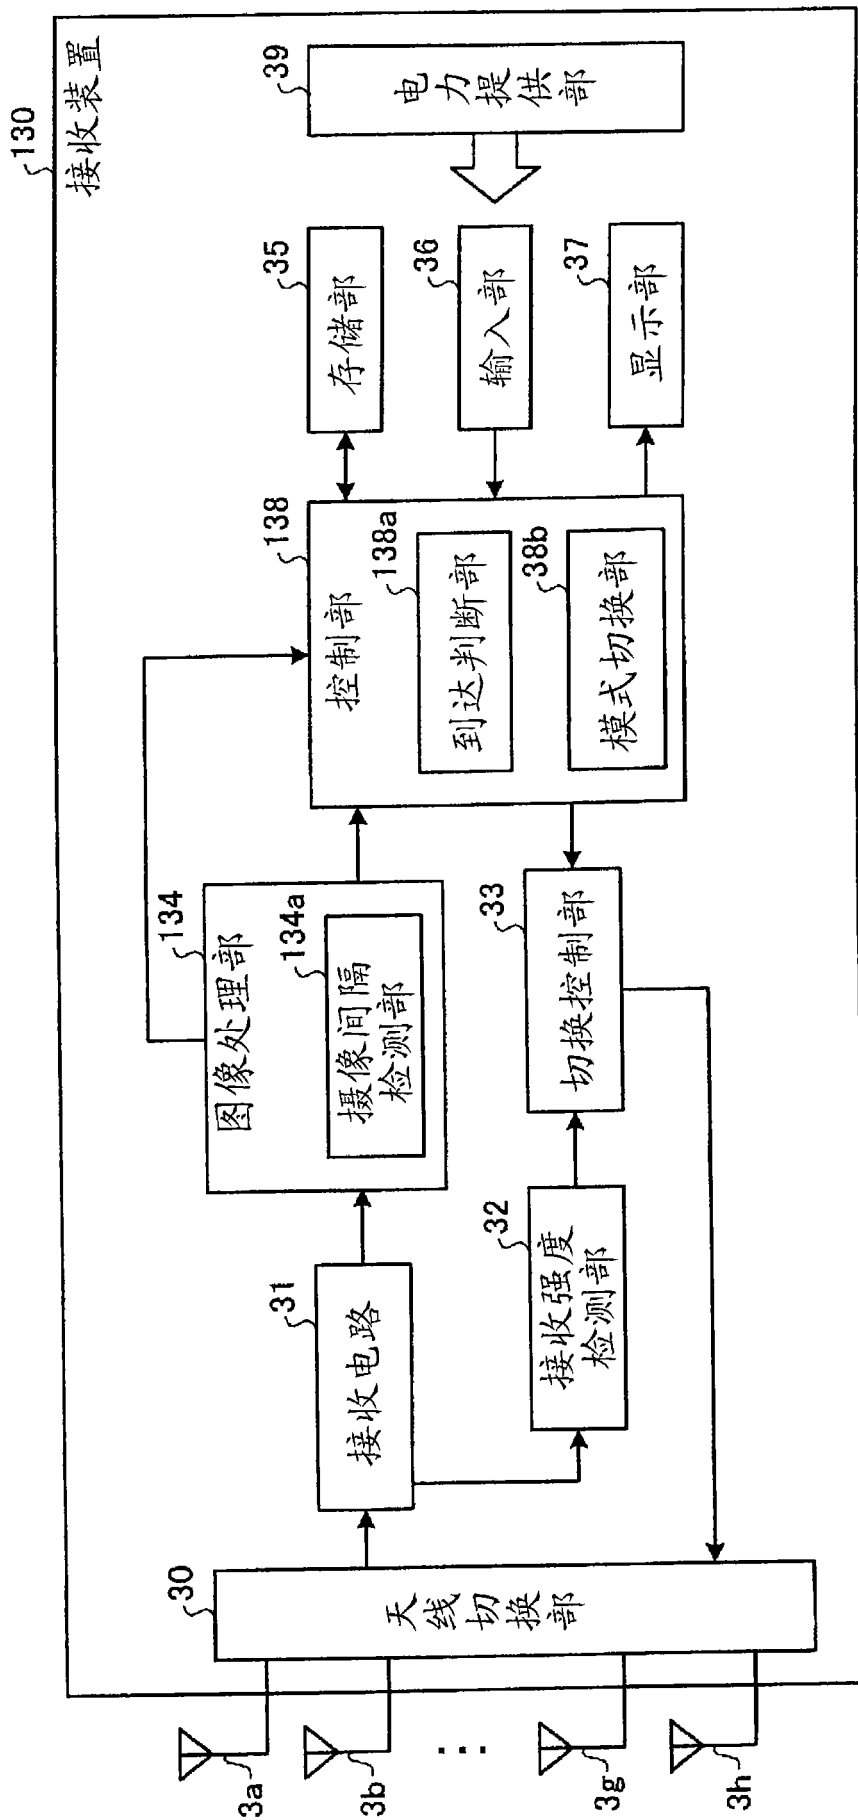 130
接收装置
3a
3b
...
3g
3h
30
天线切换部
31
接收电路
32
接收强度
检测部
134
图像处理部
134a
摄像间隔
检测部
33
切换控制部
138
控制部
138a
到达判断部
38b
模式切换部
35
存储部
36
输入部
37
显示部
39
电力提供部